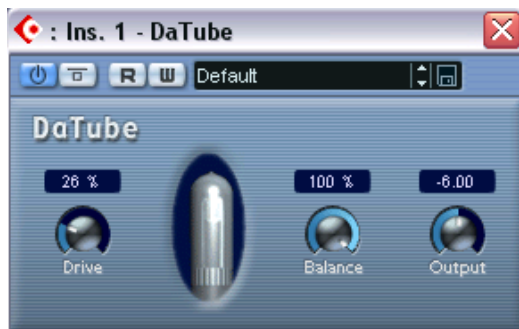 : Ins. 1 - DaTube
R W Default
DaTube
26 % 100 % -6.00
Drive Balance Output